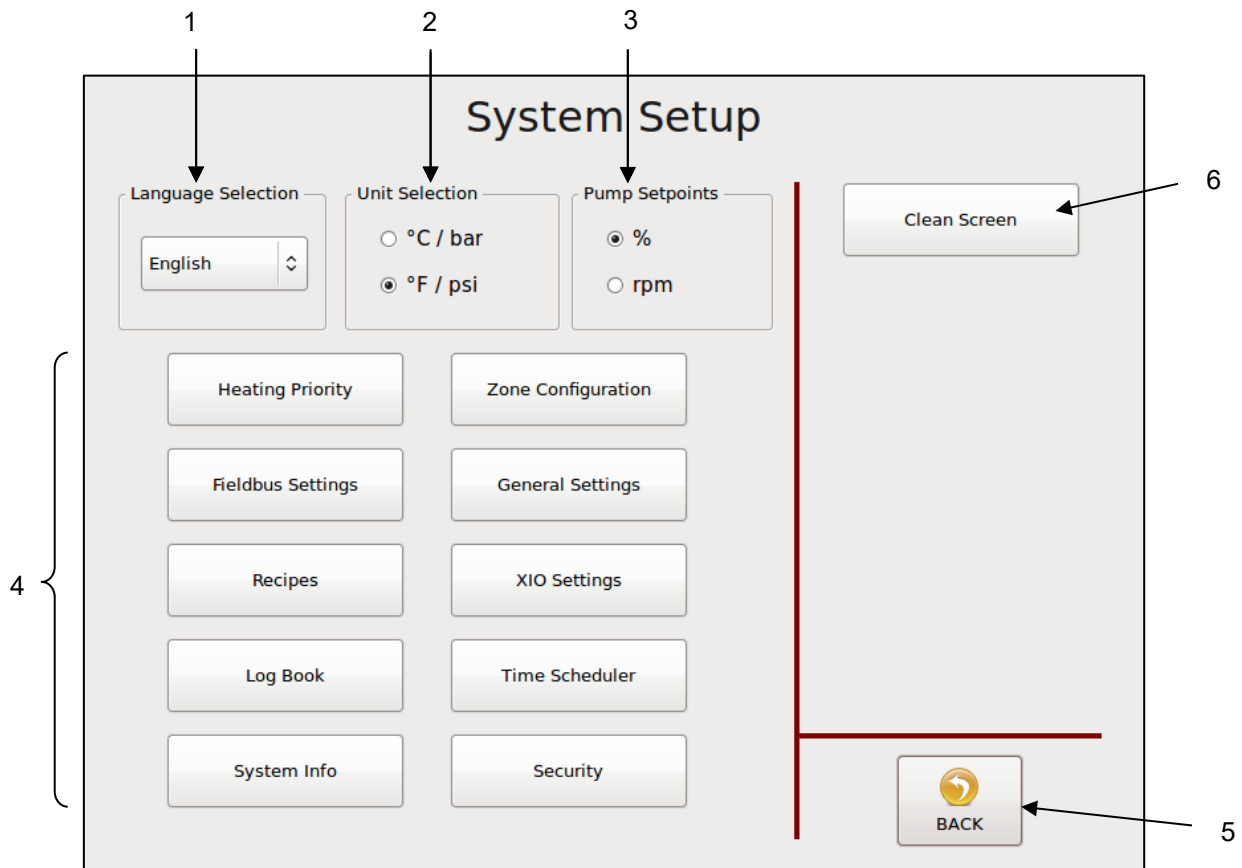 1 2 3
System Setup
Language Selection Unit Selection Pump Setpoints
6
Clean Screen
°C / bar %
English
°F / psi rpm
Heating Priority Zone Configuration
Fieldbus Settings General Settings
4
Recipes XIO Settings
Log Book Time Scheduler
System Info Security
BACK
5